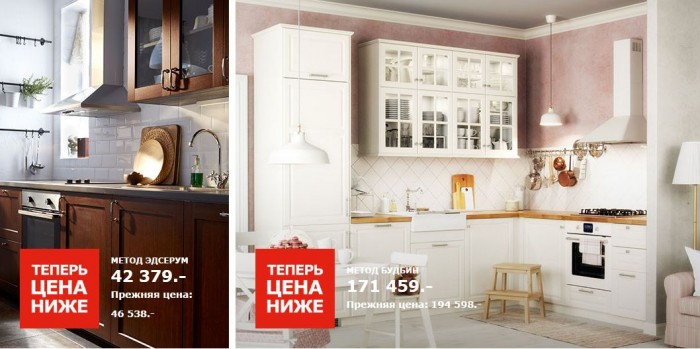 ТЕПЕРЬ
ЦЕНА
НИЖЕ
МЕТОД ЭДСЕРУМ
42 379.-
Прежняя цена:
46 538.-
ТЕПЕРЬ
ЦЕНА
НИЖЕ
МЕТОД БУДБИН
171 459.-
Прежняя цена: 194 598.-